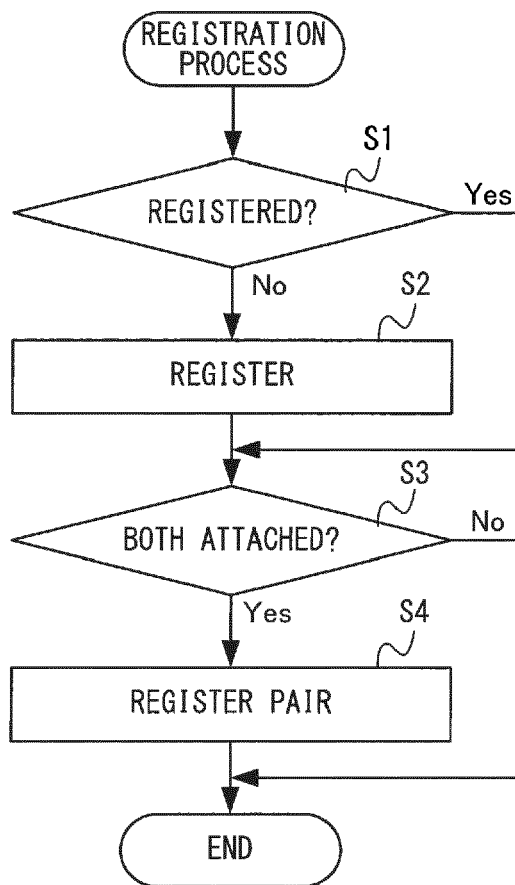 REGISTRATION
PROCESS
S1
REGISTERED?
Yes
No
S2
REGISTER
S3
BOTH ATTACHED?
No
Yes
S4
REGISTER PAIR
END